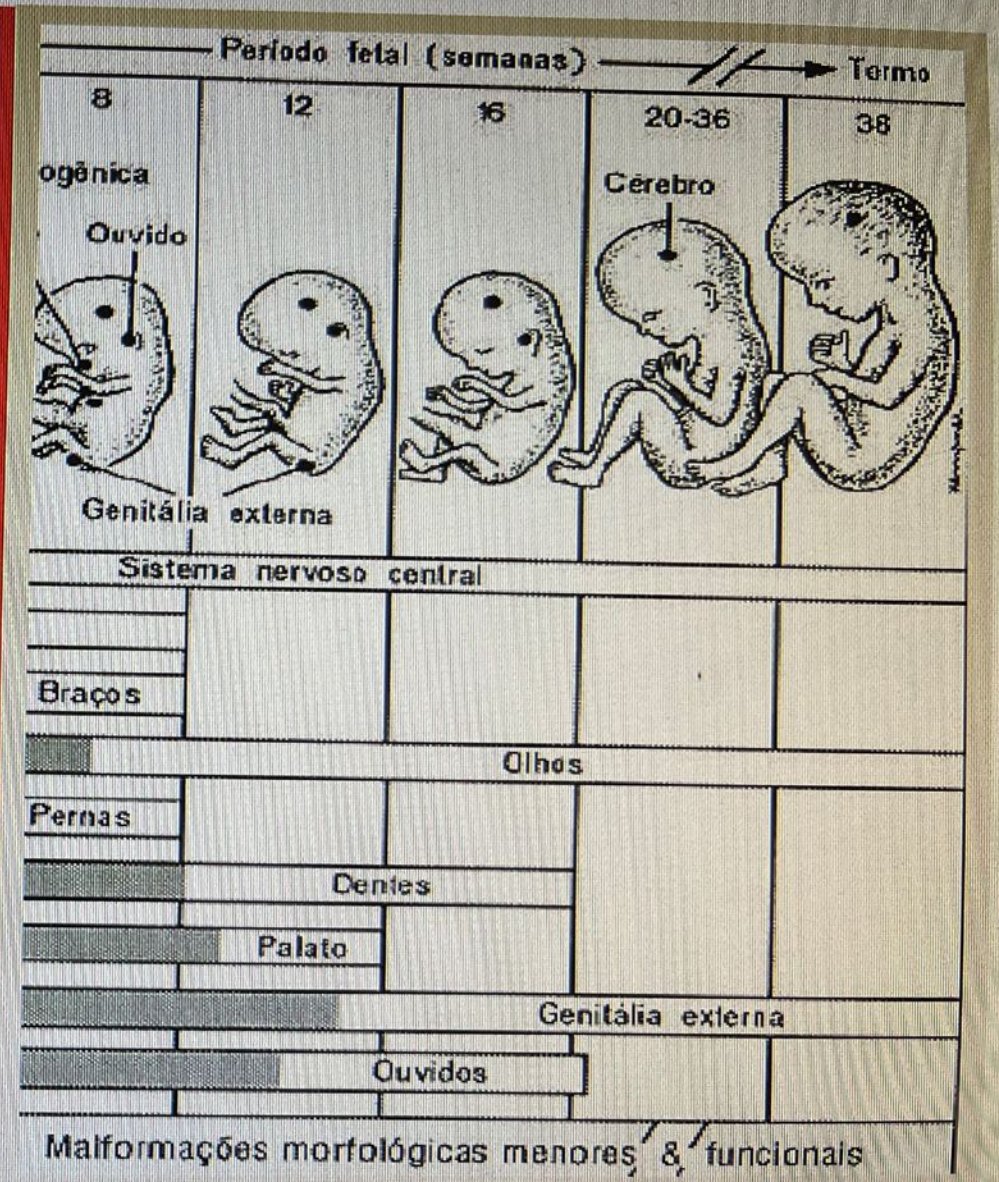 Período fetal (semanas)
Termo
8
12
16
20-36
38
ogênica
Ouvido
Cérebro
Genitália externa
Sistema nervoso central
Braços
Olhos
Pernas
Dentes
Palato
Genitália externa
Ouvidos
Malformações morfológicas menores & funcionais